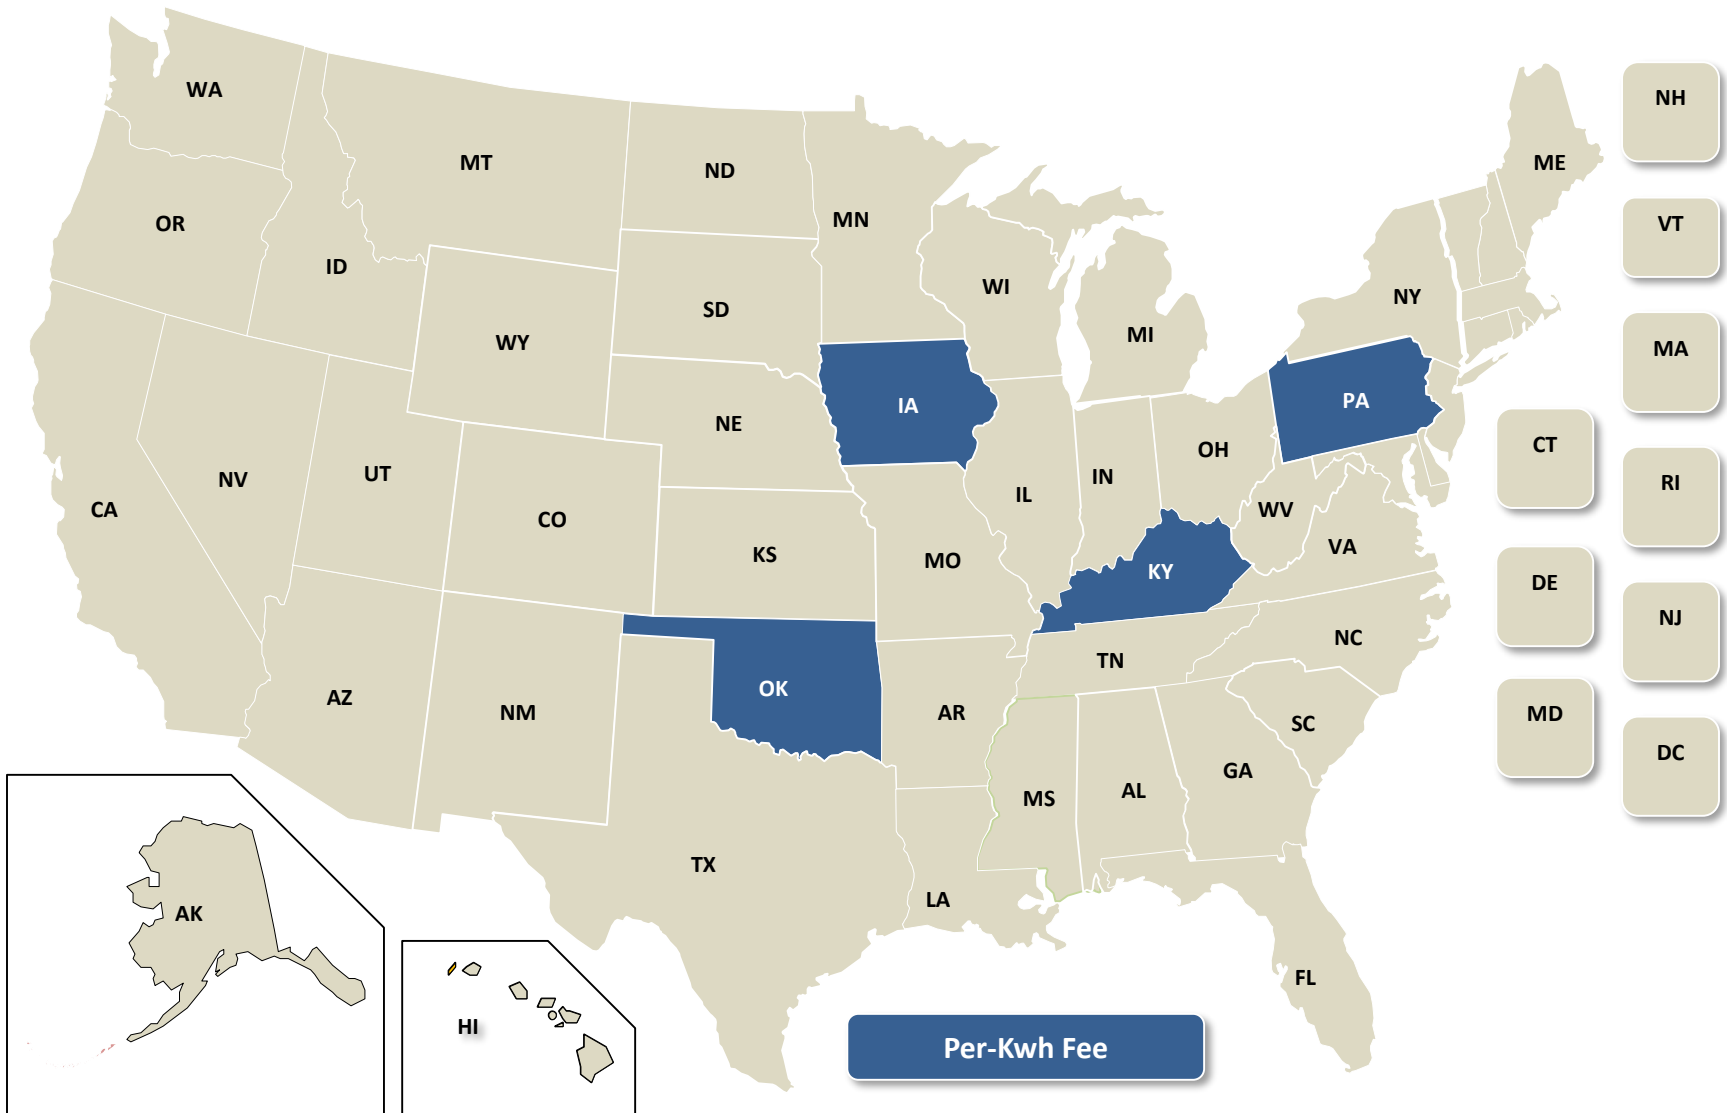 WA
MT
ND
MN
OR
ID
SD
WY
WI
MI
NY
ME
NH
VT
MA
IA
PA
NE
OH
CT
RI
NV
UT
CA
CO
KS
MO
IL
IN
WV
VA
KY
DE
NJ
AZ
NM
OK
AR
TN
NC
SC
MD
DC
MS
AL
GA
TX
LA
FL
AK
HI
Per-Kwh Fee